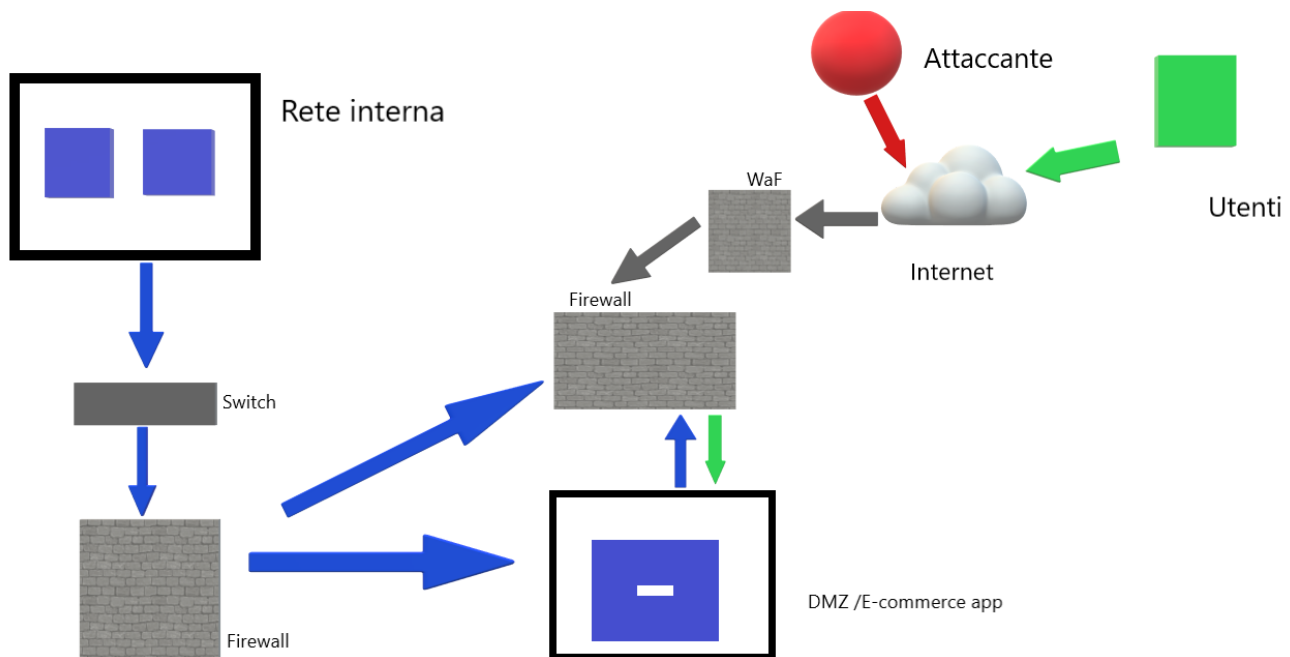 Attaccante
Rete interna
WaF
Utenti
Internet
Firewall
Switch
DMZ /E-commerce app
Firewall